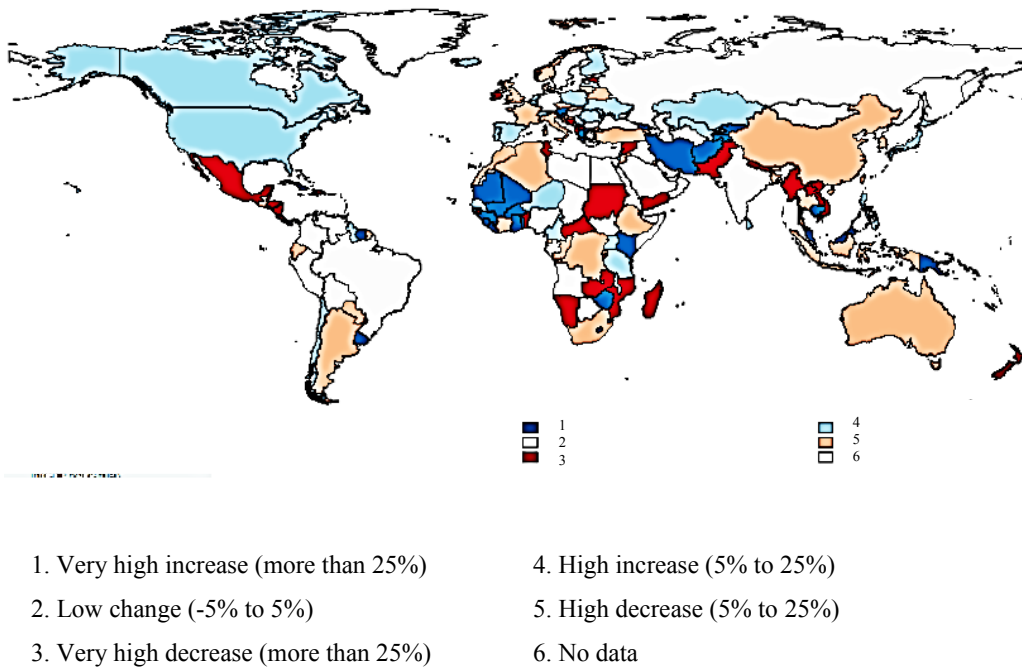 1
2
3
4
5
6
1. Very high increase (more than 25%)
2. Low change (-5% to 5%)
3. Very high decrease (more than 25%)
4. High increase (5% to 25%)
5. High decrease (5% to 25%)
6. No data